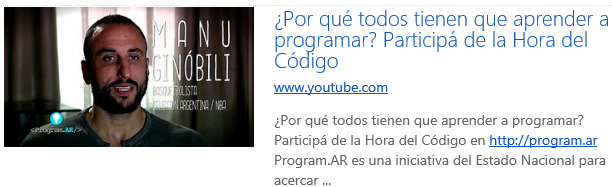 MANU
GINÓBILI
BASQUETBOLISTA
SELECCIÓN ARGENTINA / NBA
<Program.AR/>
¿Por qué todos tienen que aprender a
programar? Participá de la Hora del
Código
www.youtube.com
¿Por qué todos tienen que aprender a programar?
Participá de la Hora del Código en http://program.ar
Program.AR es una iniciativa del Estado Nacional para
acercar ...